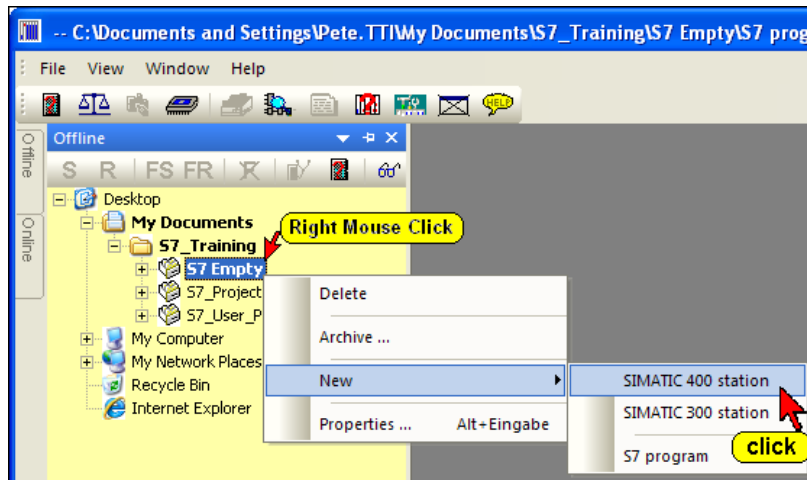 -- C:\Documents and Settings\Pete.TTI\My Documents\S7_Training\S7 Empty\S7 prog
File View Window Help
HELP
Offline
Offline
Online
S R FS FR
Desktop
My Documents
Right Mouse Click
S7_Training
S7 Empty
S7_Project
S7_User_P
My Computer
My Network Places
Recycle Bin
Internet Explorer
Delete
Archive ...
New
Properties ... Alt+Eingabe
SIMATIC 400 station
SIMATIC 300 station
S7 program
click